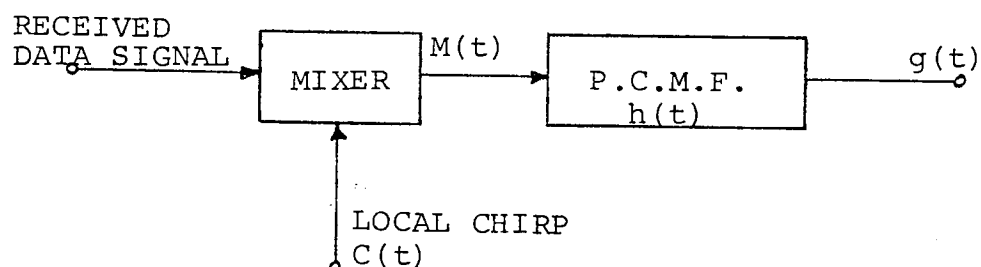 RECEIVED
DATA SIGNAL
MIXER
M(t)
P.C.M.F.
h(t)
g(t)
LOCAL CHIRP
C(t)